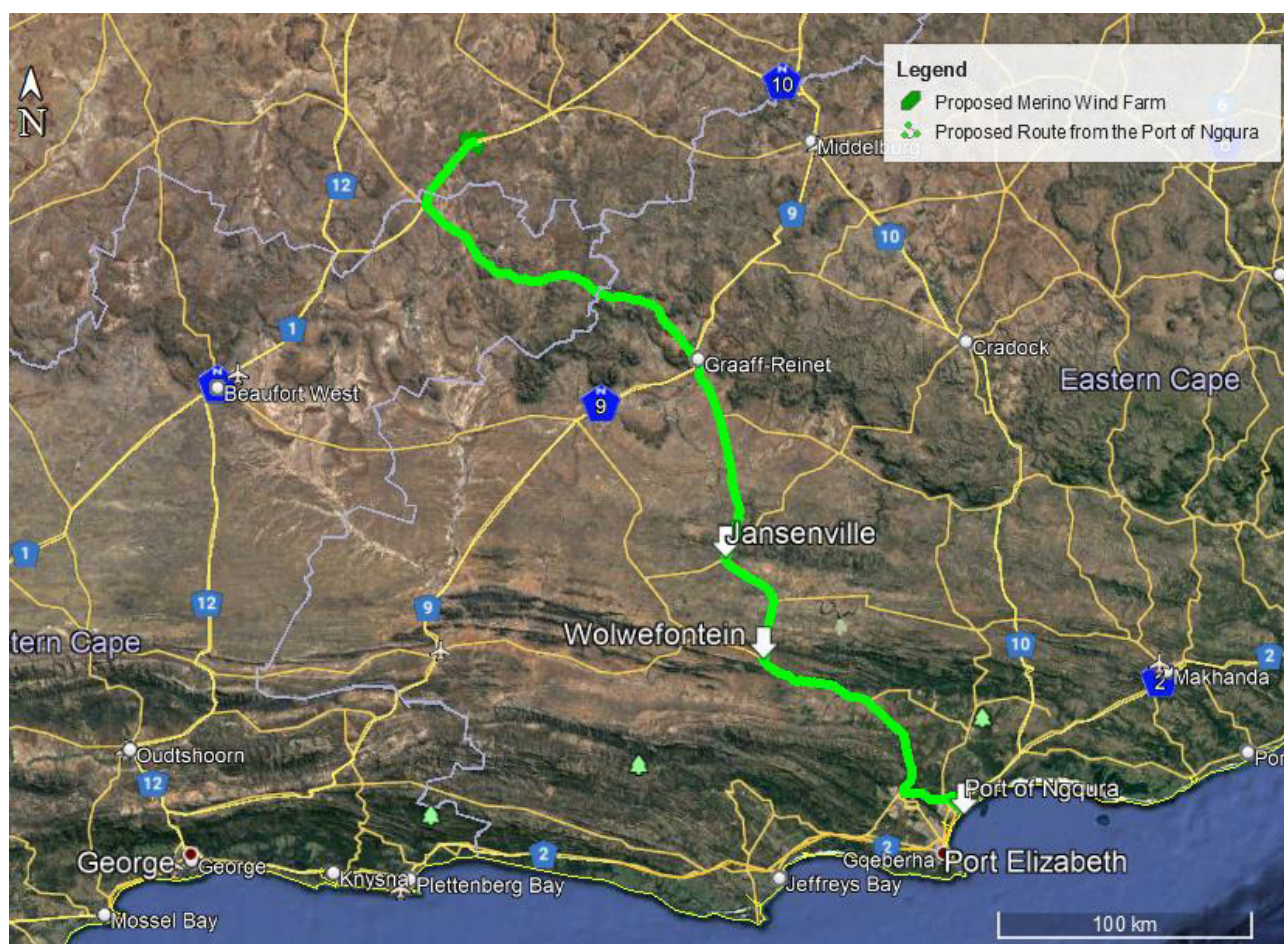 Legend
Proposed Merino Wind Farm
Proposed Route from the Port of Ngqura
N
N
10
Middelburg
12
9
10
1
Graaff-Reinet
Cradock
Eastern Cape
N
Beaufort West
N
9
Jansenville
1
12
9
Wolwefontein
10
2
tern Cape
2
Makhanda
Oudtshoorn
12
Port of Ngqura
Por
George
George
2
2
Gqeberha
Port Elizabeth
Knysna
Plettenberg Bay
Jeffreys Bay
Mossel Bay
100 km